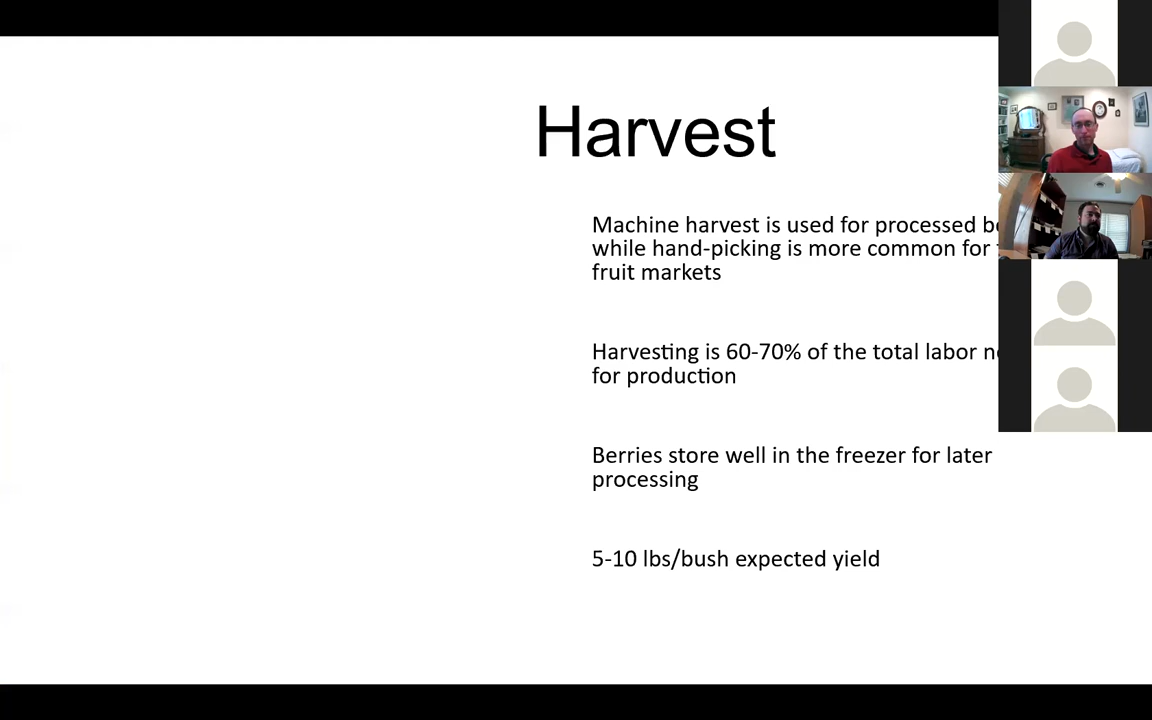 Harvest
Machine harvest is used for processed
while hand-picking is more common for
fruit markets
Harvesting is 60-70% of the total labor
for production
Berries store well in the freezer for later
processing
5-10 lbs/bush expected yield